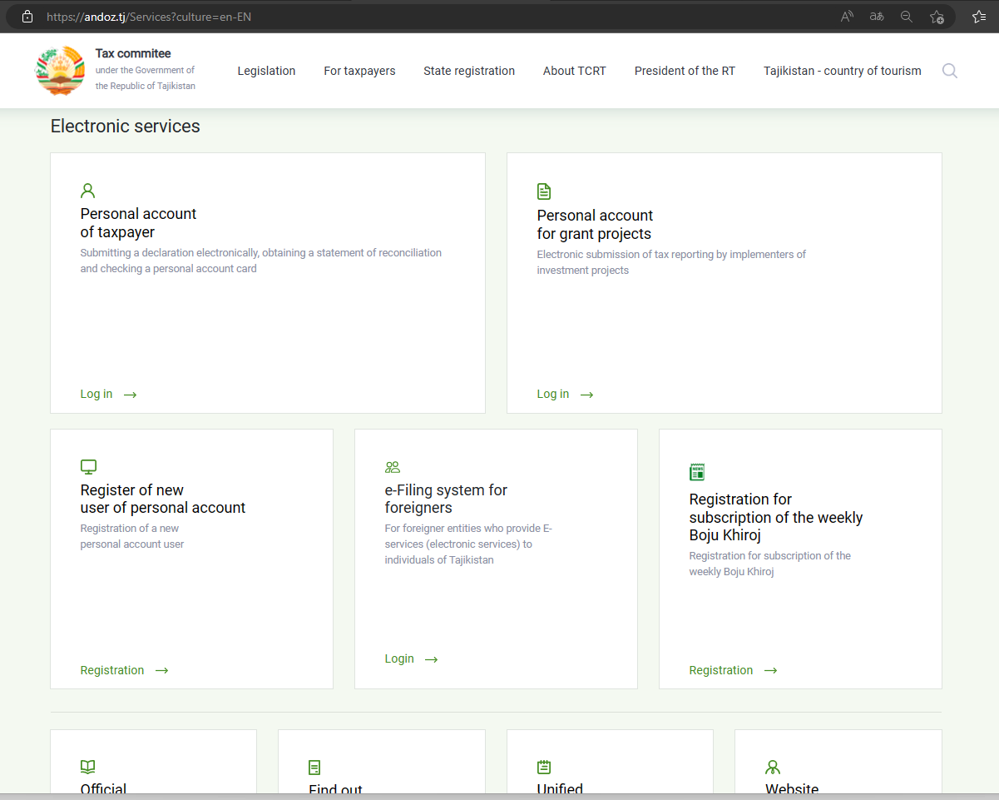 https://andoz.tj/Services?culture=en-EN
Tax commitee
under the Government of
the Republic of Tajikistan
Legislation For taxpayers State registration About TCRT President of the RT Tajikistan - country of tourism
Electronic services
Personal account
of taxpayer
Submitting a declaration electronically, obtaining a statement of reconciliation
and checking a personal account card
Log in
Personal account
for grant projects
Electronic submission of tax reporting by implementers of
investment projects
Log in
Register of new
user of personal account
Registration of a new
personal account user
Registration
e-Filing system for
foreigners
For foreigner entities who provide E-
services (electronic services) to
individuals of Tajikistan
Login
NEWS
Registration for
subscription of the weekly
Boju Khiroj
Registration for subscription of the
weekly Boju Khiroj
Registration
Official
Find out
Unified
Website